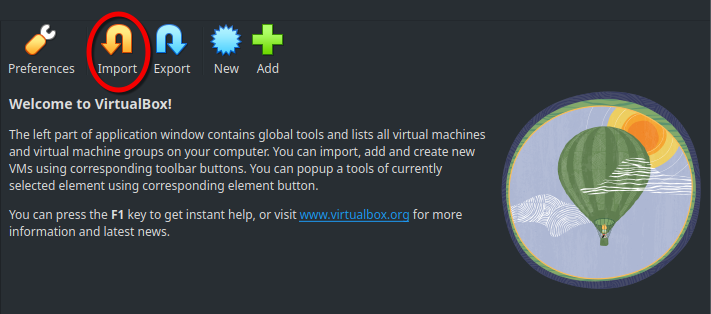 Preferences Import Export New Add
Welcome to VirtualBox!
The left part of application window contains global tools and lists all virtual machines
and virtual machine groups on your computer. You can import, add and create new
VMs using corresponding toolbar buttons. You can popup a tools of currently
selected element using corresponding element button.
You can press the F1 key to get instant help, or visit www.virtualbox.org for more
information and latest news.